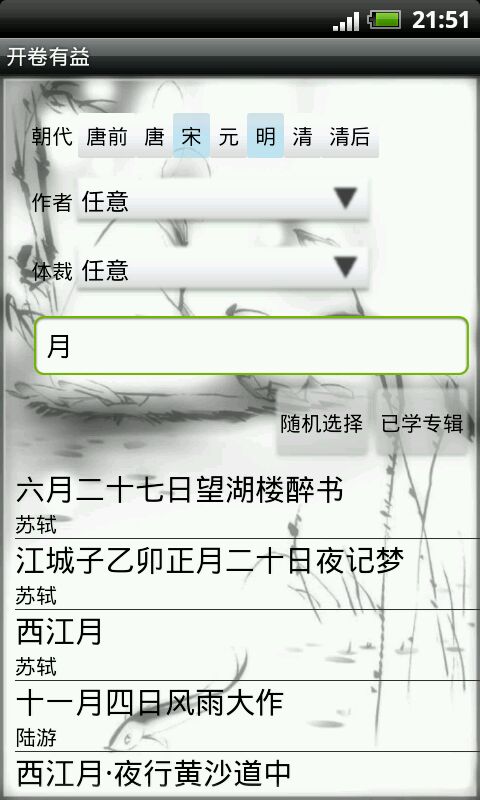 21:51
开卷有益
朝代 唐前 唐 宋 元 明 清 清后
作者 任意
体裁 任意
月
随机选择 已学专辑
六月二十七日望湖楼醉书
苏轼
江城子乙卯正月二十日夜记梦
苏轼
西江月
苏轼
十一月四日风雨大作
陆游
西江月·夜行黄沙道中